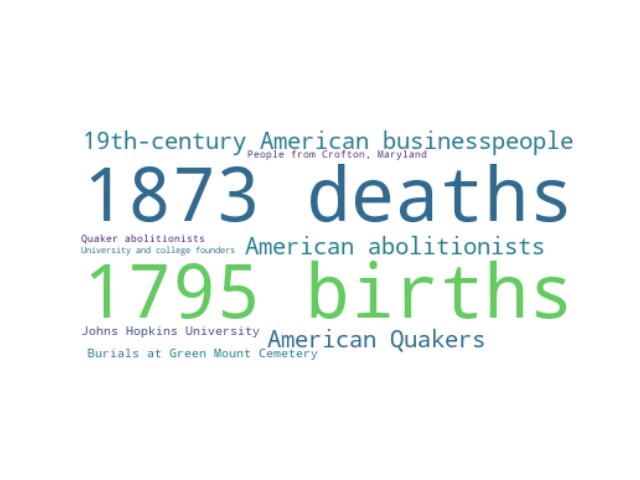 19th-century American businesspeople
People from Crofton, Maryland
1873 deaths
Quaker abolitionists
University and college founders
American abolitionists
1795 births
Johns Hopkins University
American Quakers
Burials at Green Mount Cemetery